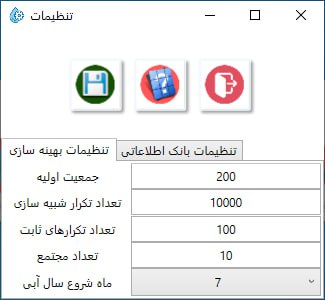 تنظیمات
تنظیمات بهینه سازی
تنظیمات بانک اطلاعاتی
جمعیت اولیه 200
تعداد تکرار شبیه سازی 10000
تعداد تکرارهای ثابت 100
تعداد مجتمع 10
ماه شروع سال آبی 7